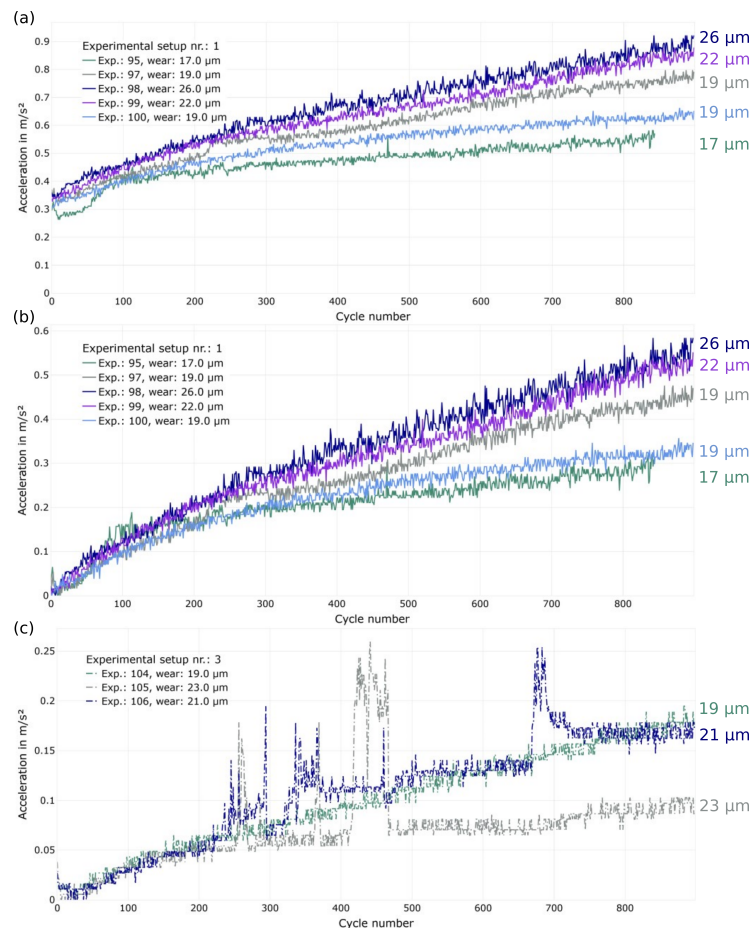 (a)
Acceleration in m/s²
0.9
0.8
0.7
0.6
0.5
0.4
0.3
0.2
0.1
0
Experimental setup nr.: 1
Exp.: 95, wear: 17.0 µm
Exp.: 97, wear: 19.0 µm
Exp.: 98, wear: 26.0 µm
Exp.: 99, wear: 22.0 µm
Exp.: 100, wear: 19.0 µm
26 µm
22 µm
19 µm
19 µm
17 µm
0 100 200 300 400 500 600 700 800
Cycle number
(b)
Acceleration in m/s²
0.6
0.5
0.4
0.3
0.2
0.1
0
Experimental setup nr.: 1
Exp.: 95, wear: 17.0 µm
Exp.: 97, wear: 19.0 µm
Exp.: 98, wear: 26.0 µm
Exp.: 99, wear: 22.0 µm
Exp.: 100, wear: 19.0 µm
26 µm
22 µm
19 µm
19 µm
17 µm
0 100 200 300 400 500 600 700 800
Cycle number
(c)
Acceleration in m/s²
0.25
0.2
0.15
0.1
0.05
0
Experimental setup nr.: 3
Exp.: 104, wear: 19.0 µm
Exp.: 105, wear: 23.0 µm
Exp.: 106, wear: 21.0 µm
19 µm
21 µm
23 µm
0 100 200 300 400 500 600 700 800
Cycle number